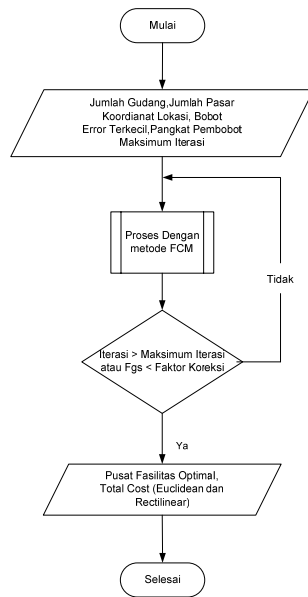 Mulai
Jumlah Gudang,Jumlah Pasar
Koordianat Lokasi, Bobot
Error Terkecil,Pangkat Pembobot
Maksimum Iterasi
Proses Dengan
metode FCM
Tidak
Iterasi > Maksimum Iterasi
atau Fgs < Faktor Koreksi
Ya
Pusat Fasilitas Optimal,
Total Cost (Euclidean dan
Rectilinear)
Selesai